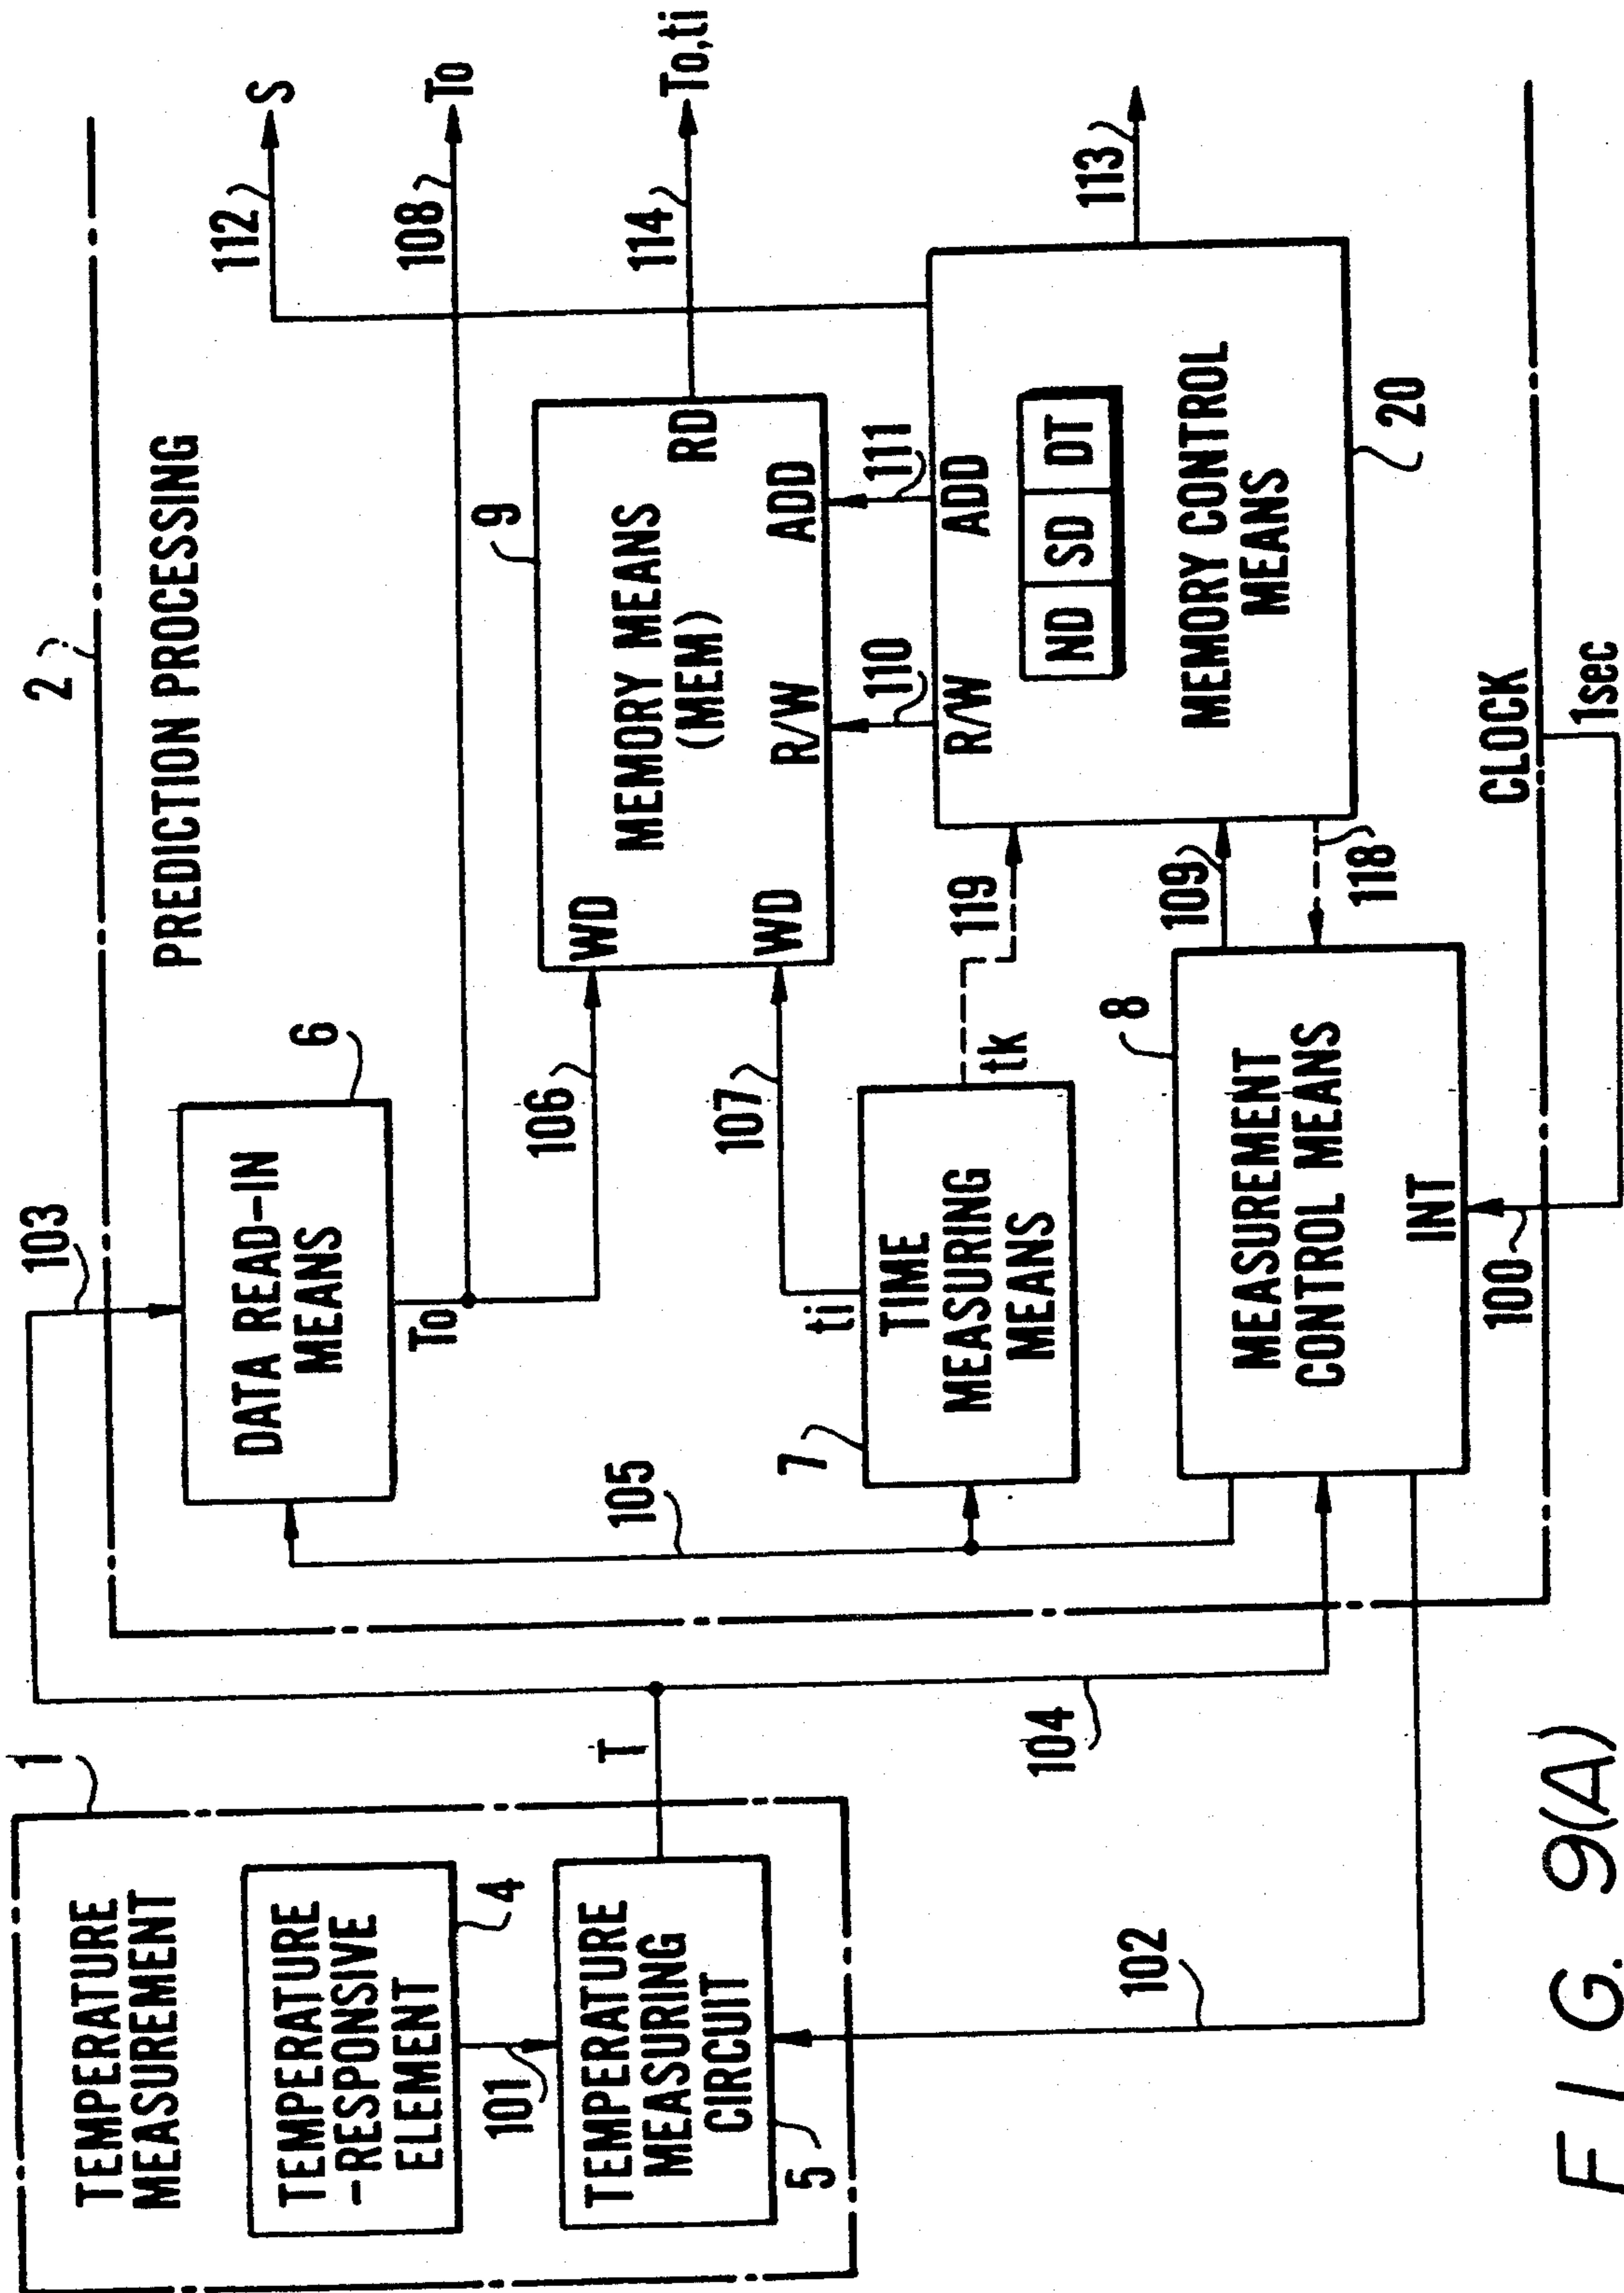 TEMPERATURE
MEASUREMENT
1
TEMPERATURE
-RESPONSIVE
ELEMENT
4
101
TEMPERATURE
MEASURING
CIRCUIT
5
T
102
103
104
2
PREDICTION PROCESSING
DATA READ-IN
MEANS
6
To
105
106
TIME
MEASURING
MEANS
7
ti
tk
107
MEASUREMENT
CONTROL MEANS
INT
8
100
CLOCK
1sec
WD
WD
MEMORY MEANS
(MEM)
R/W
ADD
RD
9
110
111
119
109
118
R/W
ADD
ND
SD
DT
MEMORY CONTROL
MEANS
20
112
S
108
To
114
To,ti
113
FIG. 9(A)